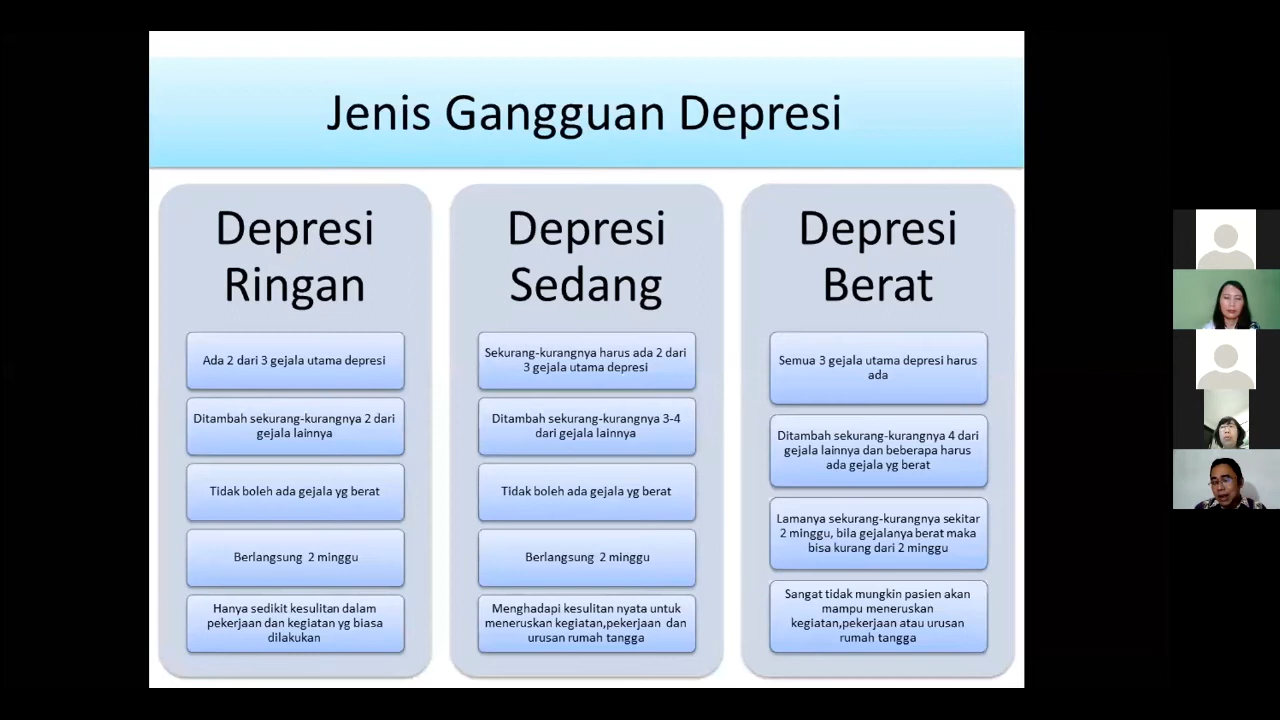 Jenis Gangguan Depresi
Depresi
Ringan
Ada 2 dari 3 gejala utama depresi
Ditambah sekurang-kurangnya 2 dari
gejala lainnya
Tidak boleh ada gejala yg berat
Berlangsung  2 minggu
Hanya sedikit kesulitan dalam
pekerjaan dan kegiatan yg biasa
dilakukan
Depresi
Sedang
Sekurang-kurangnya harus ada 2 dari
3 gejala utama depresi
Ditambah sekurang-kurangnya 3-4
dari gejala lainnya
Tidak boleh ada gejala yg berat
Berlangsung  2 minggu
Menghadapi kesulitan nyata untuk
meneruskan kegiatan,pekerjaan  dan
urusan rumah tangga
Depresi
Berat
Semua 3 gejala utama depresi harus
ada
Ditambah sekurang-kurangnya 4 dari
gejala lainnya dan beberapa harus
ada gejala yg berat
Lamanya sekurang-kurangnya sekitar
2 minggu, bila gejalanya berat maka
bisa kurang dari 2 minggu
Sangat tidak mungkin pasien akan
mampu meneruskan
kegiatan,pekerjaan atau urusan
rumah tangga